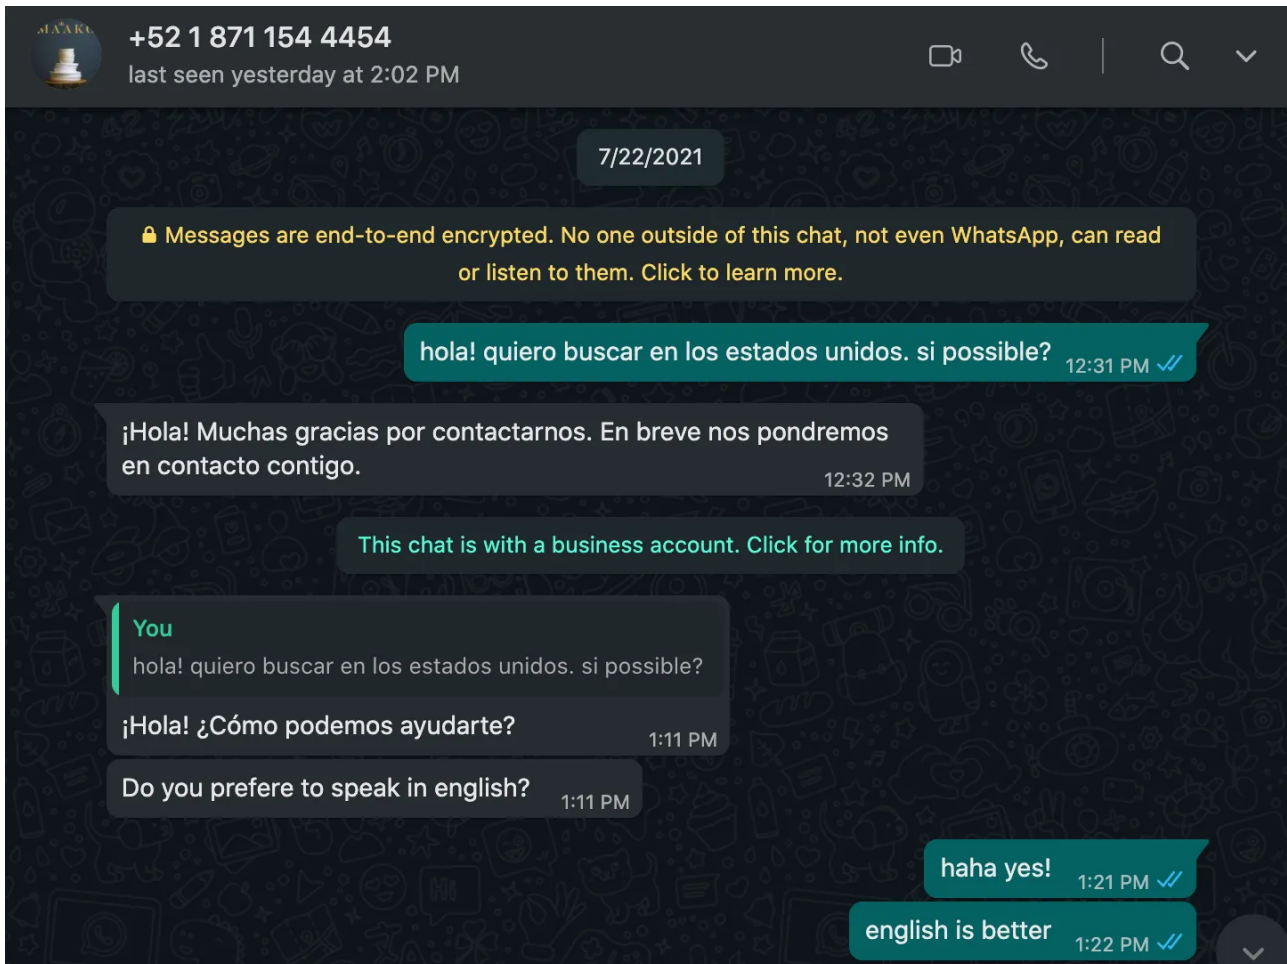 MAAKU
+52 1 871 154 4454
last seen yesterday at 2:02 PM
7/22/2021
Messages are end-to-end encrypted. No one outside of this chat, not even WhatsApp, can read
or listen to them. Click to learn more.
hola! quiero buscar en los estados unidos. si possible?
12:31 PM
¡Hola! Muchas gracias por contactarnos. En breve nos pondremos
en contacto contigo.
12:32 PM
This chat is with a business account. Click for more info.
You
hola! quiero buscar en los estados unidos. si possible?
¡Hola! ¿Cómo podemos ayudarte?
1:11 PM
Do you prefere to speak in english?
1:11 PM
haha yes!
1:21 PM
english is better
1:22 PM